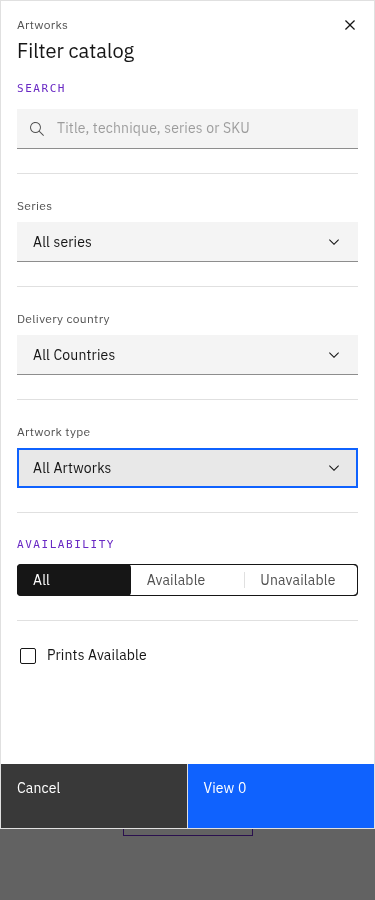 Artworks
Filter catalog
SEARCH
Title, technique, series or SKU
Series
All series
Delivery country
All Countries
Artwork type
All Artworks
AVAILABILITY
All Available Unavailable
Prints Available
Cancel View 0